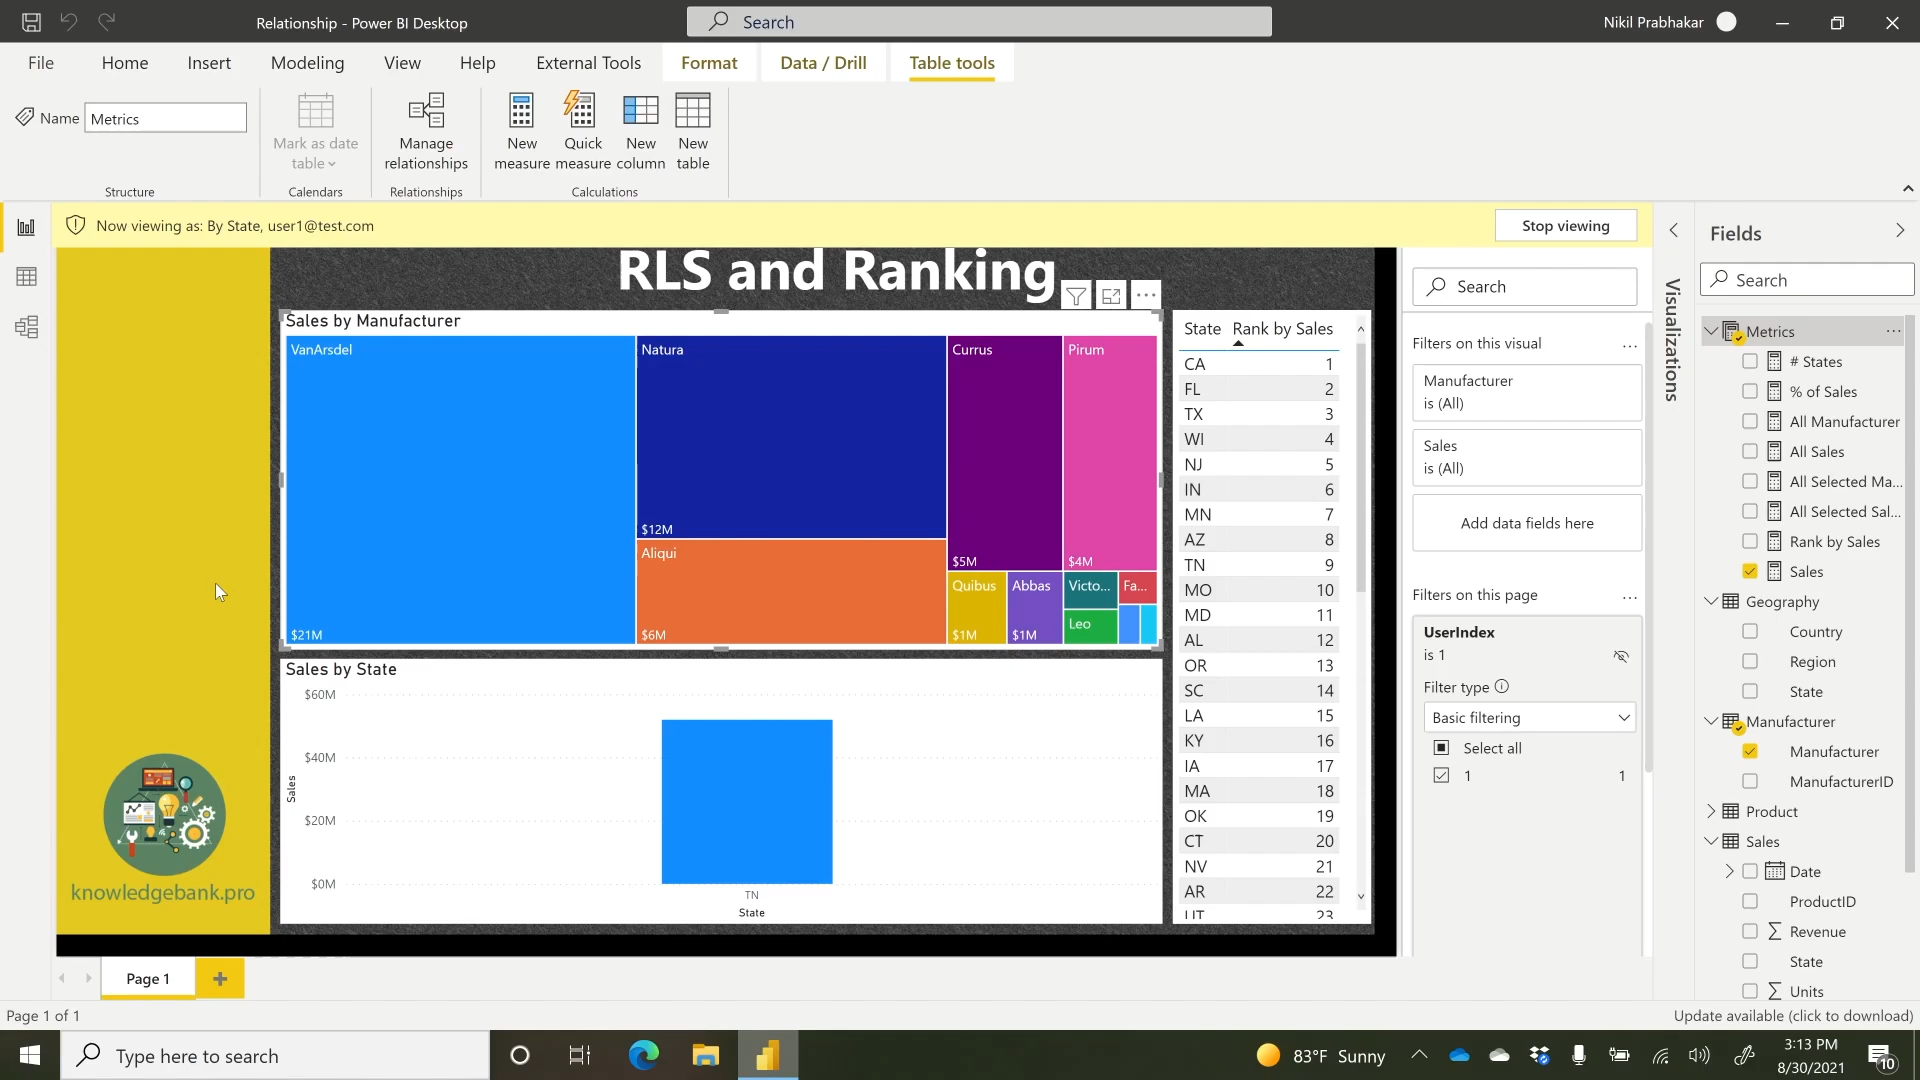 Relationship - Power BI Desktop
Search
Nikil Prabhakar
File
Home
Insert
Modeling
View
Help
External Tools
Format
Data / Drill
Table tools
Name
Metrics
Mark as date
table
Manage
relationships
New
measure
Quick
measure
New
column
New
table
Structure
Calendars
Relationships
Calculations
Now viewing as: By State, user1@test.com
Stop viewing
RLS and Ranking
Sales by Manufacturer
VanArsdel
$21M
Natura
$12M
Aliqui
$6M
Currus
$5M
Pirum
$4M
Quibus
$1M
Abbas
$1M
Victo...
Fa...
Leo
Sales by State
$60M
$40M
$20M
$0M
Sales
TN
State
State Rank by Sales
CA 1
FL 2
TX 3
WI 4
NJ 5
IN 6
MN 7
AZ 8
TN 9
MO 10
MD 11
AL 12
OR 13
SC 14
LA 15
KY 16
IA 17
MA 18
OK 19
CT 20
NV 21
AR 22
UT 23
knowledgebank.pro
Search
Filters on this visual
...
Manufacturer
is (All)
Sales
is (All)
Add data fields here
Filters on this page
...
UserIndex
is 1
Filter type
Basic filtering
Select all
1 1
Visualizations
Fields
Search
Metrics
...
# States
% of Sales
All Manufacturer
All Sales
All Selected Ma...
All Selected Sal...
Rank by Sales
Sales
Geography
Country
Region
State
Manufacturer
Manufacturer
ManufacturerID
Product
Sales
Date
ProductID
Revenue
State
Units
Page 1
Page 1 of 1
Update available (click to download)
Type here to search
83°F Sunny
3:13 PM
8/30/2021
10